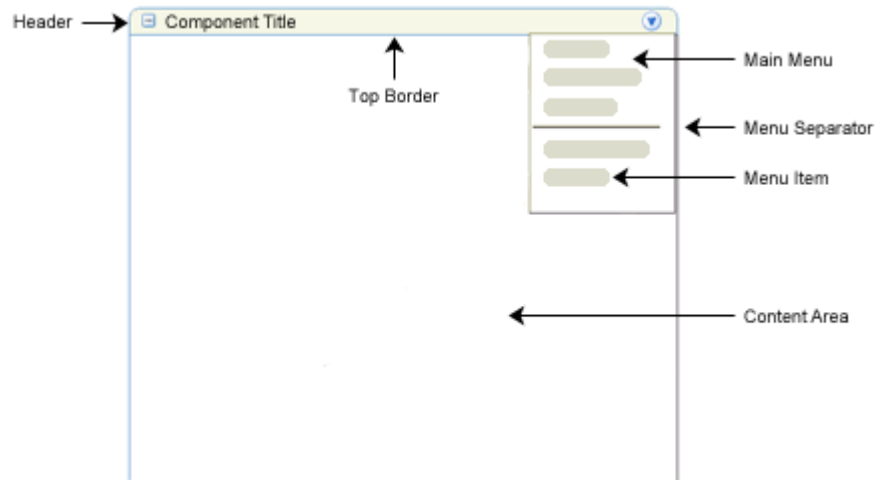 Header
Component Title
Top Border
Main Menu
Menu Separator
Menu Item
Content Area